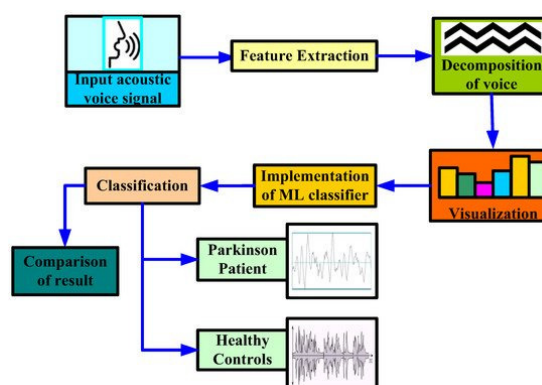 Input acoustic
voice signal
Feature Extraction
Decomposition
of voice
Visualization
Implementation
of ML classifier
Classification
Comparison
of result
Parkinson
Patient
Healthy
Controls